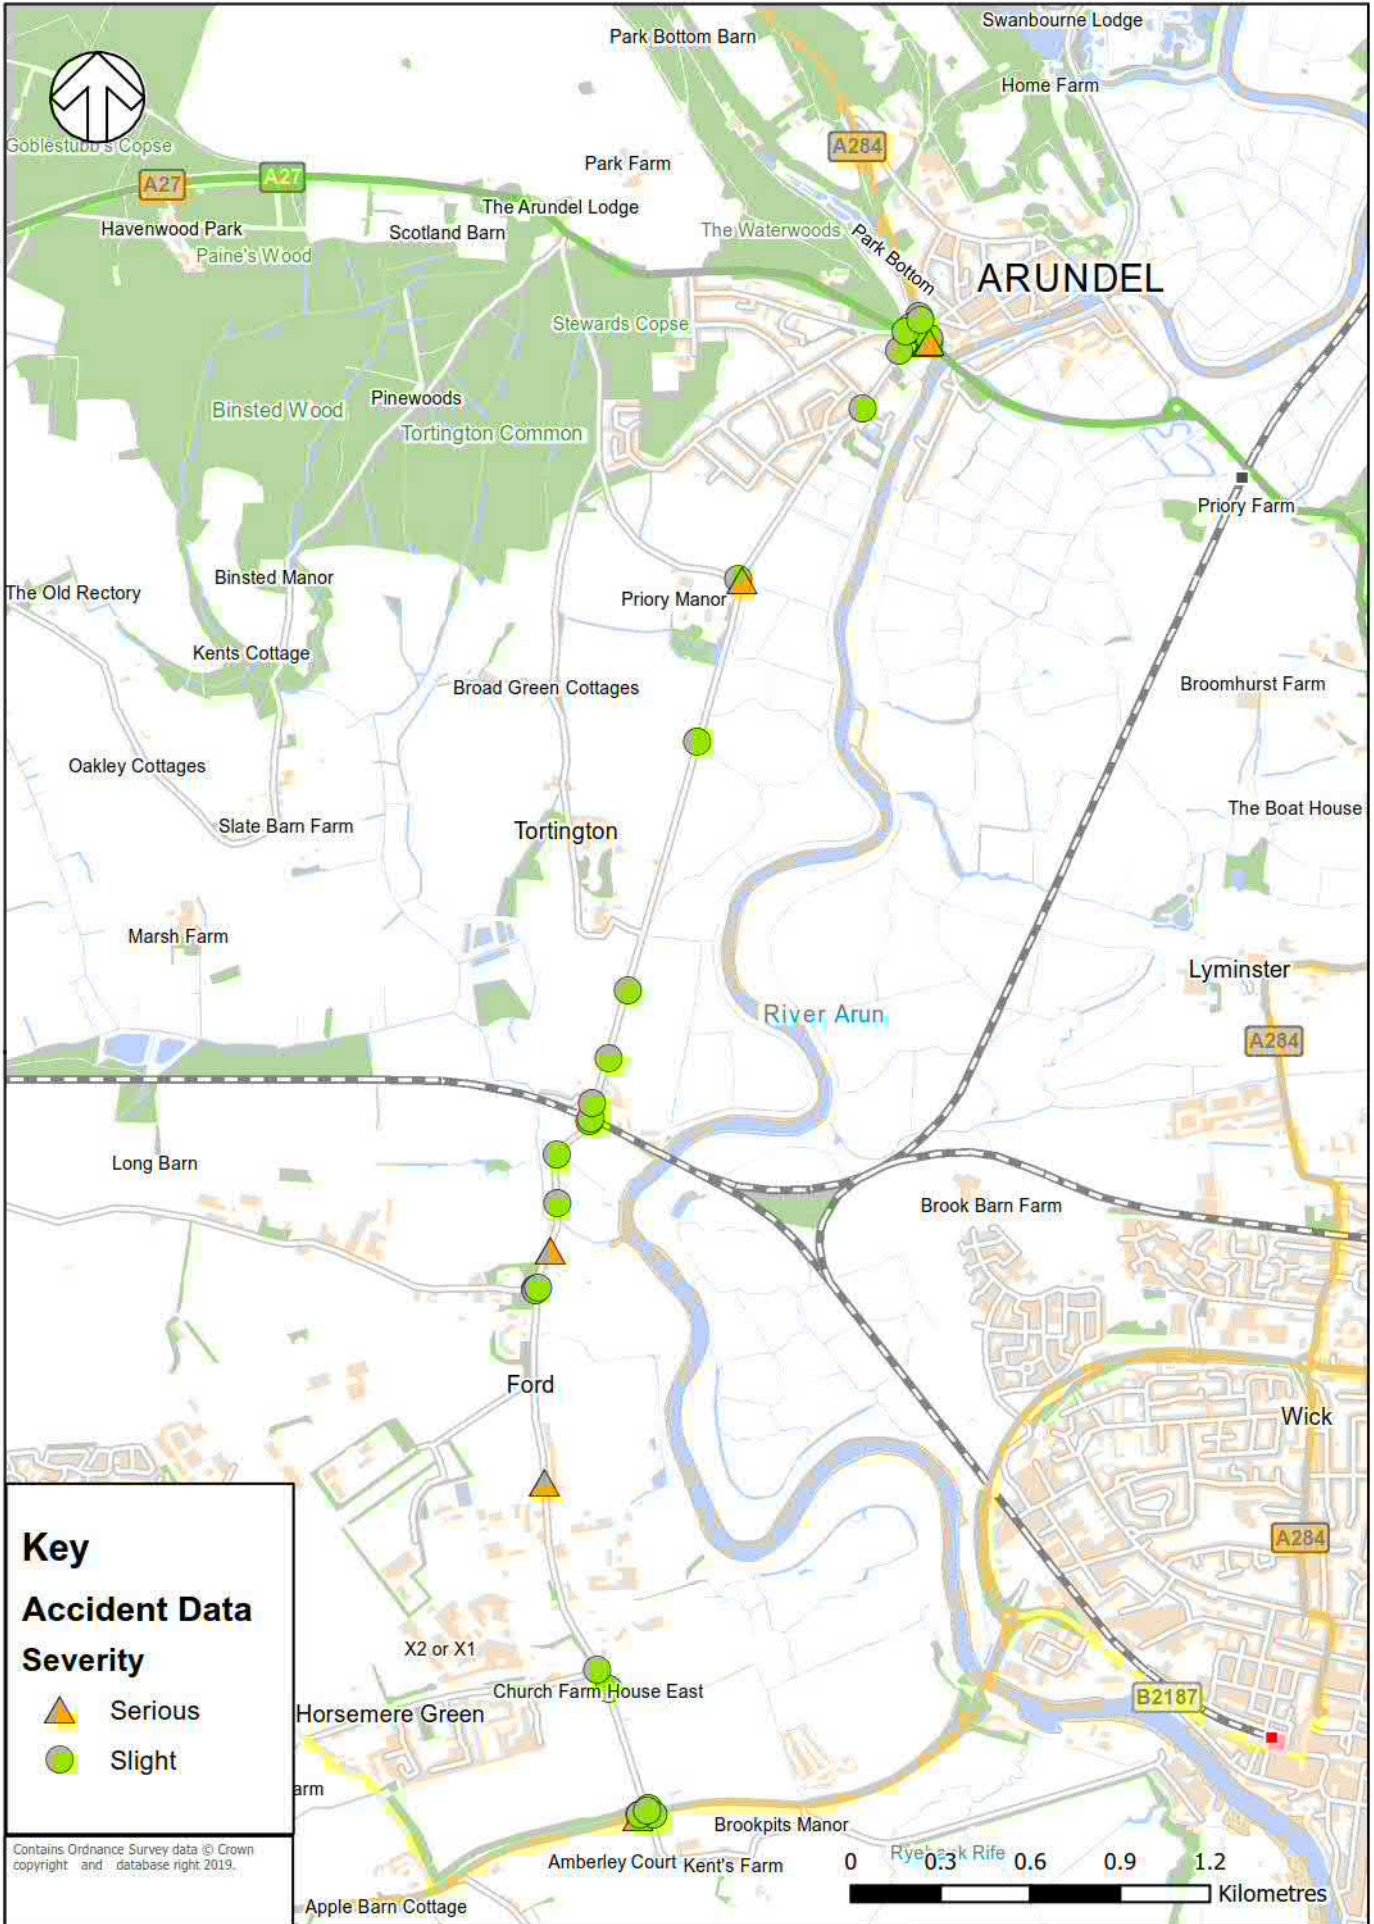 Swanbourne Lodge
Park Bottom Barn
Home Farm
Goblestubb's Copse
A284
Park Farm
A27
A27
The Arundel Lodge
Havenwood Park
Scotland Barn
The Waterwoods
Park Bottom
Paine's Wood
ARUNDEL
Stewards Copse
Pinewoods
Binsted Wood
Tortington Common
Priory Farm
Binsted Manor
The Old Rectory
Priory Manor
Kents Cottage
Broad Green Cottages
Broomhurst Farm
Oakley Cottages
The Boat House
Slate Barn Farm
Tortington
Marsh Farm
Lyminster
River Arun
A284
Long Barn
Brook Barn Farm
Ford
Wick
Key
A284
Accident Data
Severity
X2 or X1
Church Farm House East
B2187
Serious
Horsemere Green
Slight
arm
Brookpits Manor
Contains Ordnance Survey data © Crown
copyright and database right 2019.
Amberley Court
Kent's Farm
Ryebank Rife
0 0.3 0.6 0.9 1.2
Kilometres
Apple Barn Cottage